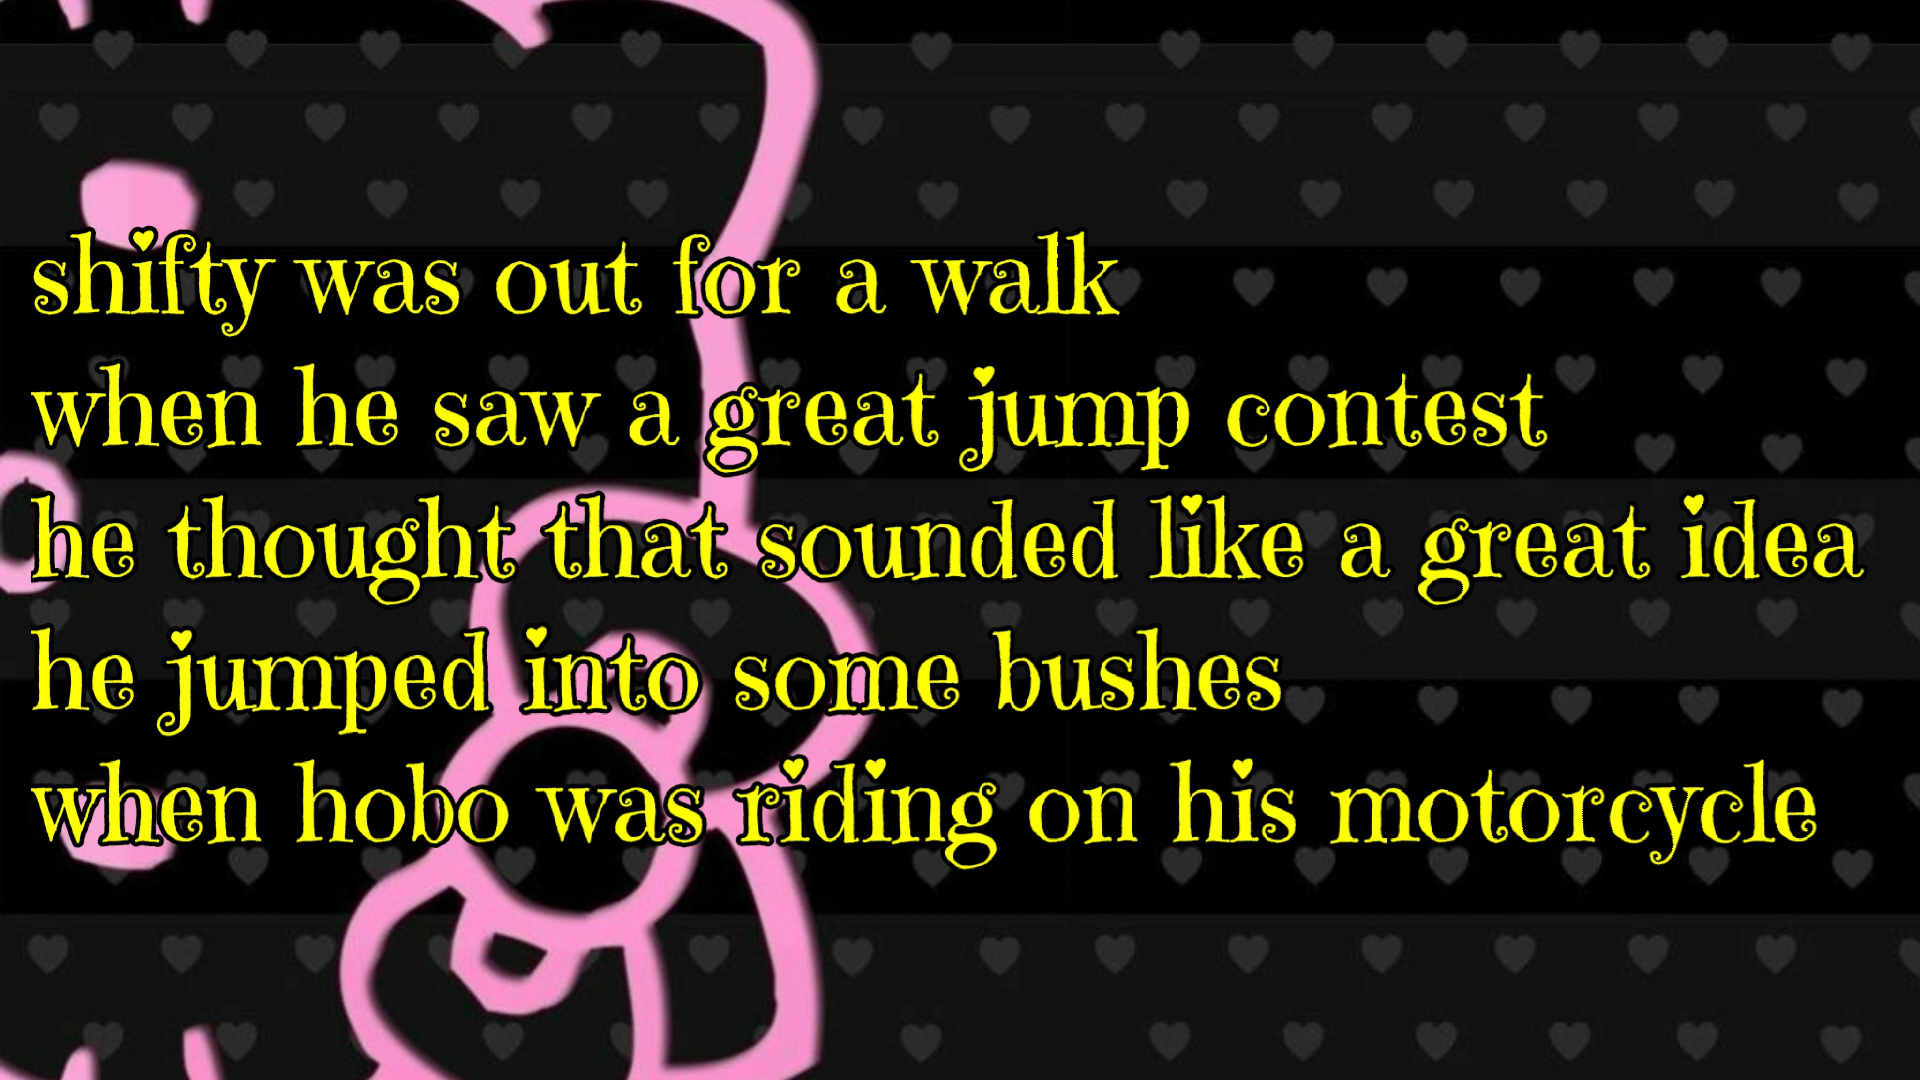 shifty was out for a walk
when he saw a great jump contest
he thought that sounded like a great idea
he jumped into some bushes
when hobo was riding on his motorcycle